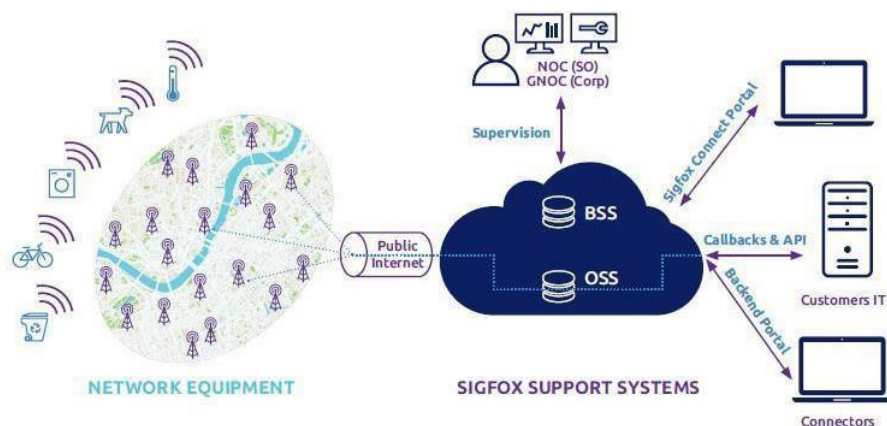 NOC (SO)
GNOC (Corp)
Supervision
Sigfox Connect Portal
BSS
Public
Internet
Callbacks & API
OSS
Backend Portal
Customers IT
NETWORK EQUIPMENT
SIGFOX SUPPORT SYSTEMS
Connectors